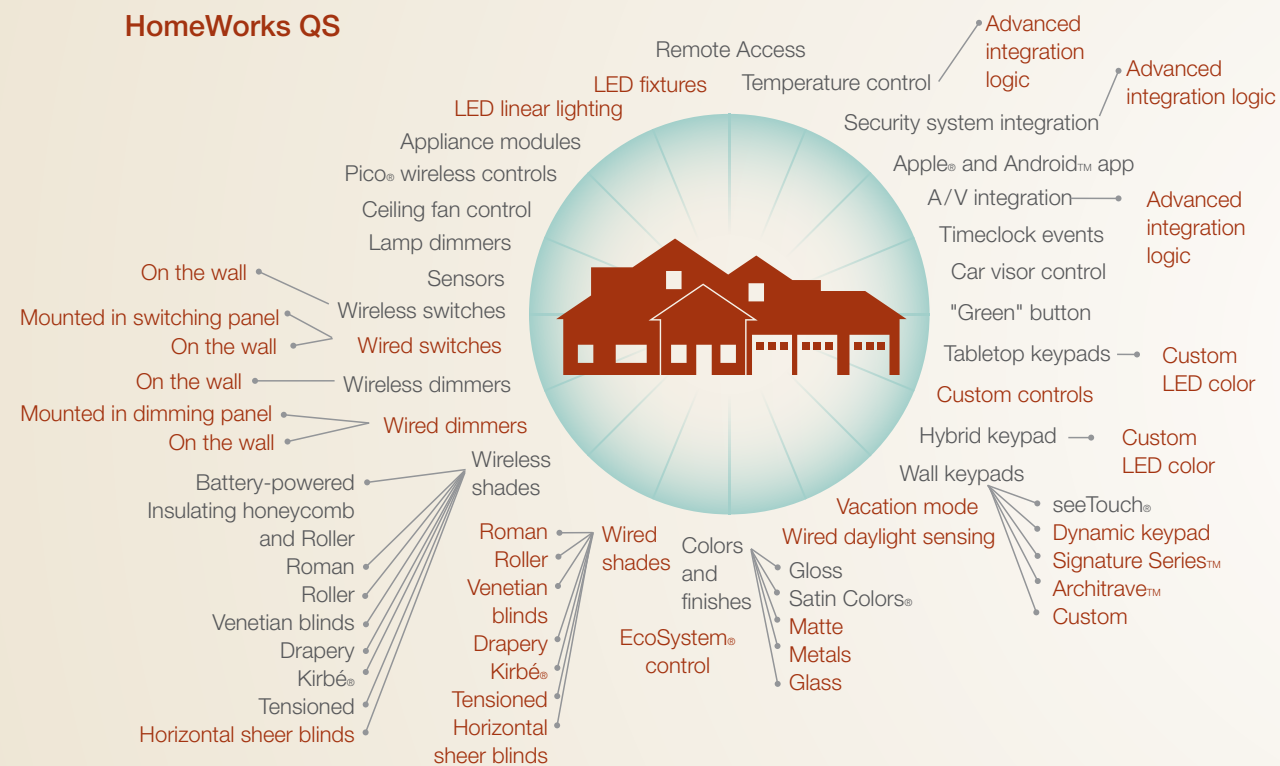 HomeWorks QS
Remote Access
LED fixtures
LED linear lighting
Appliance modules
Pico® wireless controls
Ceiling fan control
Lamp dimmers
Sensors
Wireless switches
On the wall
Wired switches
Mounted in switching panel
On the wall
Wireless dimmers
On the wall
Wired dimmers
Mounted in dimming panel
On the wall
Wireless
shades
Battery-powered
Insulating honeycomb
and Roller
Roman
Roller
Venetian blinds
Drapery
Kirbé®
Tensioned
Horizontal sheer blinds
Wired
shades
Roman
Roller
Venetian
blinds
Drapery
Kirbé®
Tensioned
Horizontal
sheer blinds
Temperature control
Advanced
integration
logic
Security system integration
Advanced
integration logic
Apple® and Android™ app
A/V integration
Advanced
integration
logic
Timeclock events
Car visor control
"Green" button
Tabletop keypads
Custom
LED color
Custom controls
Hybrid keypad
Custom
LED color
Wall keypads
seeTouch®
Dynamic keypad
Signature Series™
Architrave™
Custom
Vacation mode
Wired daylight sensing
Colors
and
finishes
Gloss
Satin Colors®
Matte
Metals
Glass
EcoSystem®
control